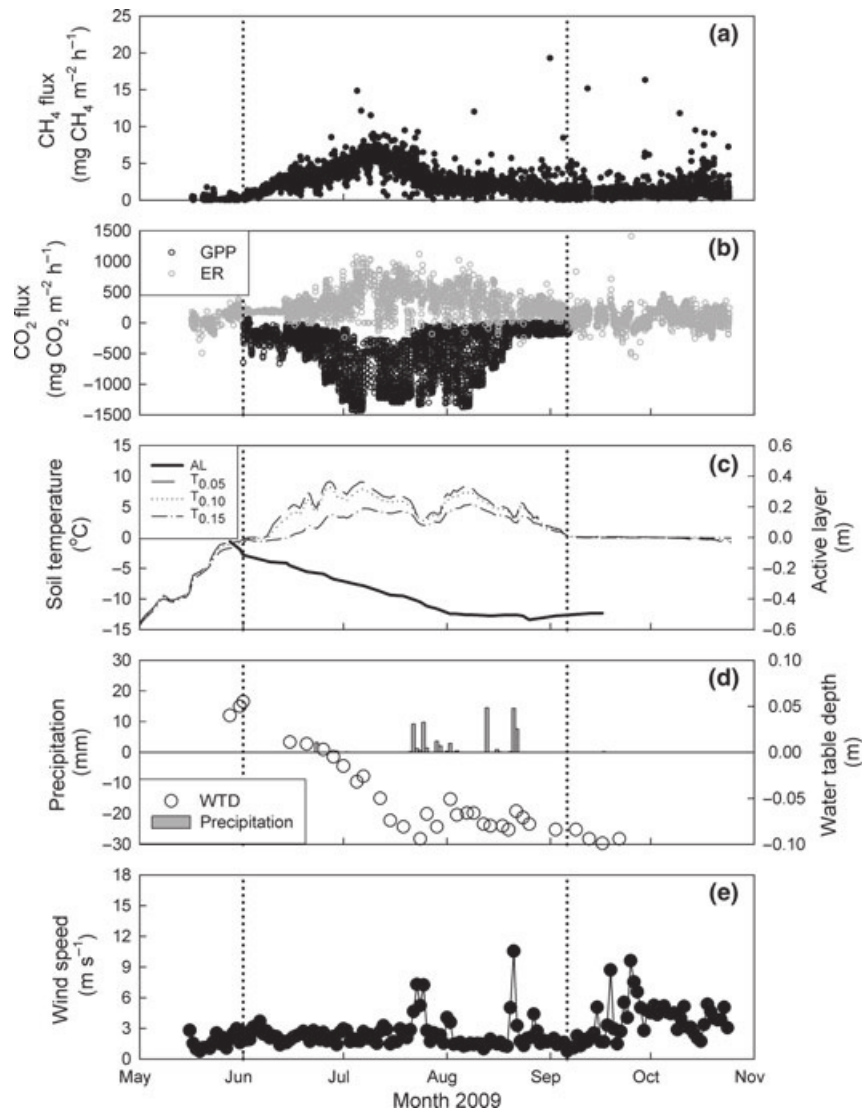 (a)
CH₄ flux
(mg CH₄ m⁻² h⁻¹)
25
20
15
10
5
0
(b)
GPP
ER
CO₂ flux
(mg CO₂ m⁻² h⁻¹)
1500
1000
500
0
−500
−1000
−1500
(c)
AL
T₀.₀₅
T₀.₁₀
T₀.₁₅
Soil temperature
(°C)
15
10
5
0
−5
−10
−15
0.6
0.4
0.2
0.0
−0.2
−0.4
−0.6
Active layer
(m)
(d)
WTD
Precipitation
Precipitation
(mm)
30
20
10
0
−10
−20
−30
0.10
0.05
0.00
−0.05
−0.10
Water table depth
(m)
(e)
Wind speed
(m s⁻¹)
18
15
12
9
6
3
0
May Jun Jul Aug Sep Oct Nov
Month 2009